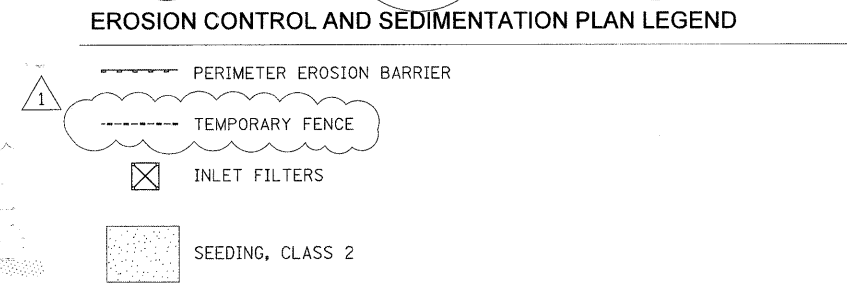 EROSION CONTROL AND SEDIMENTATION PLAN LEGEND
PERIMETER EROSION BARRIER
1
TEMPORARY FENCE
INLET FILTERS
SEEDING, CLASS 2